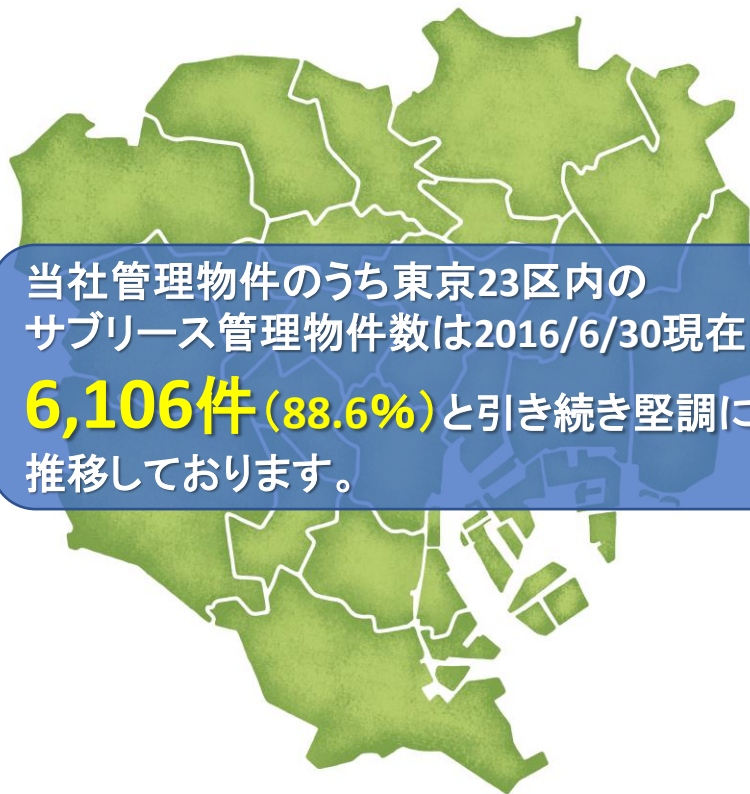 当社管理物件のうち東京23区内の
サブリース管理物件数は2016/6/30現在
6,106件（88.6%）と引き続き堅調に
推移しております。